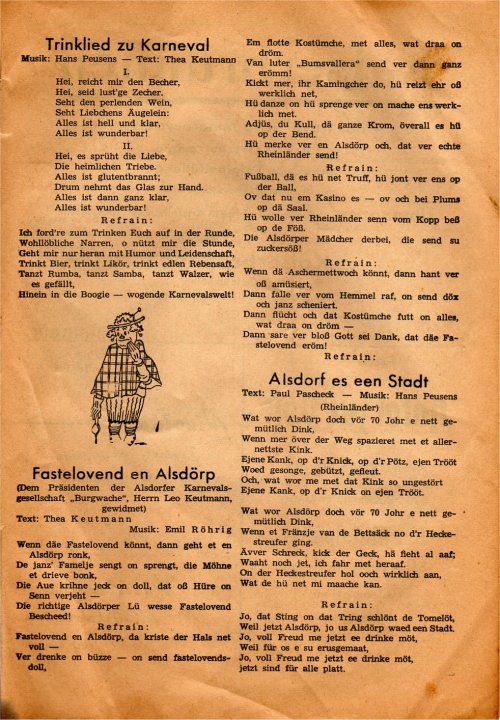 Trinklied zu Karneval
Musik: Hans Peusens — Text: Thea Keutmann
I.
Hei, reicht mir den Becher,
Hei, seid lust'ge Zecher,
Seht den perlenden Wein,
Seht Liebchens Äugelein:
Alles ist hell und klar,
Alles ist wunderbar!
II.
Hei, es sprüht die Liebe,
Die heimlichen Triebe.
Alles ist glutentbrannt;
Drum nehmt das Glas zur Hand.
Alles ist dann ganz klar,
Alles ist wunderbar!
Refrain:
Ich ford're zum Trinken Euch auf in der Runde,
Wohllöbliche Narren, o nützt mir die Stunde,
Geht mir nur heran mit Humor und Leidenschaft,
Trinkt Bier, trinkt Likör, trinkt edlen Rebensaft,
Tanzt Rumba, tanzt Samba, tanzt Walzer, wie
es gefällt,
Hinein in die Boogie — wogende Karnevalswelt!
Fastelovend en Alsdörp
(Dem Präsidenten der Alsdorfer Karnevals-
gesellschaft „Burgwache“, Herrn Leo Keutmann,
gewidmet)
Text: Thea Keutmann
Musik: Emil Röhrig
Wenn däe Fastelovend könnt, dann geht et en
Alsdörp ronk,
De janz' Famelje sengt on sprengt, die Möhne
et drieve bonk,
Die Aue krihne jeck on doll, dat oß Hüre on
Senn verjeht —
Die richtige Alsdörper Lü wesse Fastelovend
Bescheed!
Refrain:
Fastelovend en Alsdörp, da kriste der Hals net
voll —
Ver drenke on büzze — on send fastelovends-
doll,
Em flotte Kostümche, met alles, wat draa on
dröm.
Van luter „Bumsvallera“ send ver dann ganz
erömm!
Kickt mer, ihr Kamingcher do, hü reizt ehr oß
werklich net,
Hü danze on hü sprenge ver on mache ens werk-
lich met.
Adjüs, du Kull, dä ganze Krom, överall es hü
op der Bend.
Hü merke ver en Alsdörp och, dat ver echte
Rheinländer send!
Refrain:
Fußball, dä es hü net Truff, hü jont ver ens op
der Ball,
Ov dat nu em Kasino es — ov och bei Plums
op dä Saal.
Hü wolle ver Rheinländer senn vom Kopp beß
op de Föß.
Die Alsdörper Mädcher derbei, die send su
zuckersöß!
Refrain:
Wenn dä Aschermettwoch könnt, dann hant ver
oß amüsiert,
Dann falle ver vom Hemmel raf, on send döx
och janz scheniert.
Dann flücht och dat Kostümche futt on alles,
wat draa on dröm —
Dann sare ver bloß Gott sei Dank, dat däe Fa-
stelovend eröm!
Refrain:
Alsdorf es een Stadt
Text: Paul Pascheck — Musik: Hans Peusens
(Rheinländer)
Wat wor Alsdörp doch vör 70 Johr e nett ge-
mütlich Dink,
Wenn mer över der Weg spazieret met er aller-
nettste Kink.
Ejene Kank, op d'r Knick, op d'r Pötz, ejen Trööt
Woed gesonge, gebützt, gefleut.
Och, wat wor me met dat Kink so ungestört
Ejene Kank, op d'r Knick on ejen Trööt.
Wat wor Alsdörp doch vör 70 Johr e nett ge-
mütlich Dink,
Wenn et Fränzje van de Bettsäck no d'r Hecke-
streufer ging.
Ävver Schreck, kick der Geck, hä fieht al aaf;
Waaht noch jet, ich fahr met heraaf.
On der Heckestreufer hol ooch wirklich aan,
Wat de hü net mi maache kan.
Refrain:
Jo, dat Sting on dat Tring schlönt de Tomelöt,
Weil jetzt Alsdörp, jo us Alsdörp waed een Stadt.
Jo, voll Freud me jetzt ee drinke möt,
Weil für os e su erusgemaat,
Jo, voll Freud me jetzt ee drinke möt,
jetzt sind für alle platt.